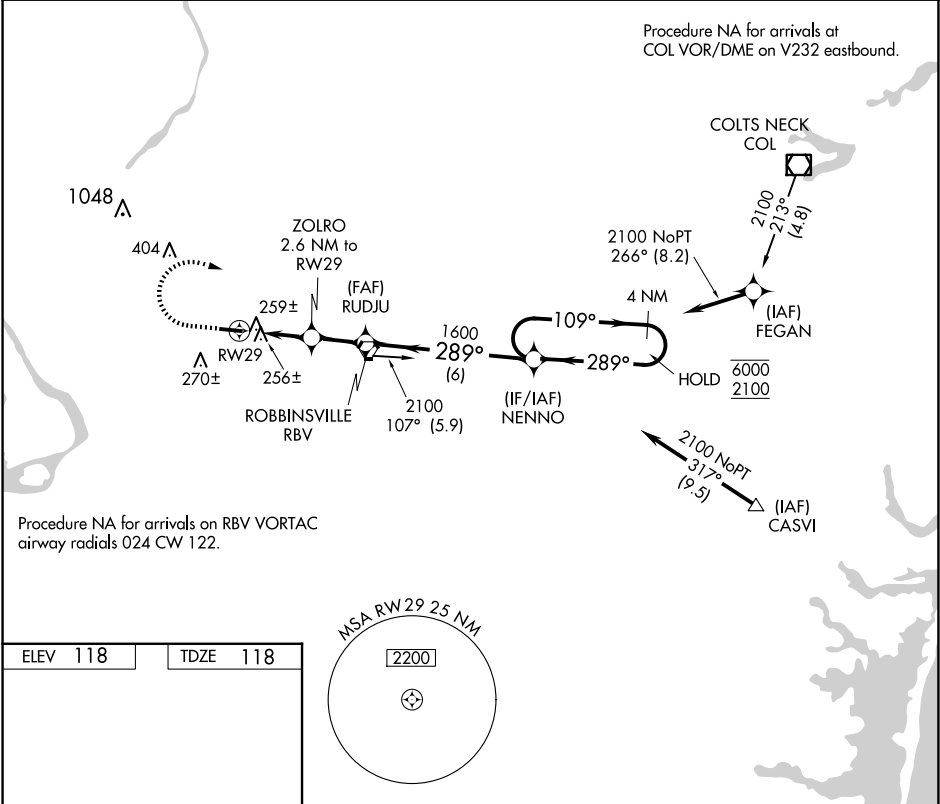 Procedure NA for arrivals at
COL VOR/DME on V232 eastbound.
COLTS NECK
COL
2100
213°
(4.8)
1048
404
ZOLRO
2.6 NM to
RW29
2100 NoPT
266° (8.2)
(FAF)
RUDJU
4 NM
(IAF)
FEGAN
259±
109°
1600
289°
(6)
289°
RW29
270±
256±
HOLD
6000
2100
(IF/IAF)
NENNO
2100
107° (5.9)
ROBBINSVILLE
RBV
2100 NoPT
317°
(9.5)
(IAF)
CASVI
Procedure NA for arrivals on RBV VORTAC
airway radials 024 CW 122.
MSA RW29 25 NM
2200
ELEV 118
TDZE 118